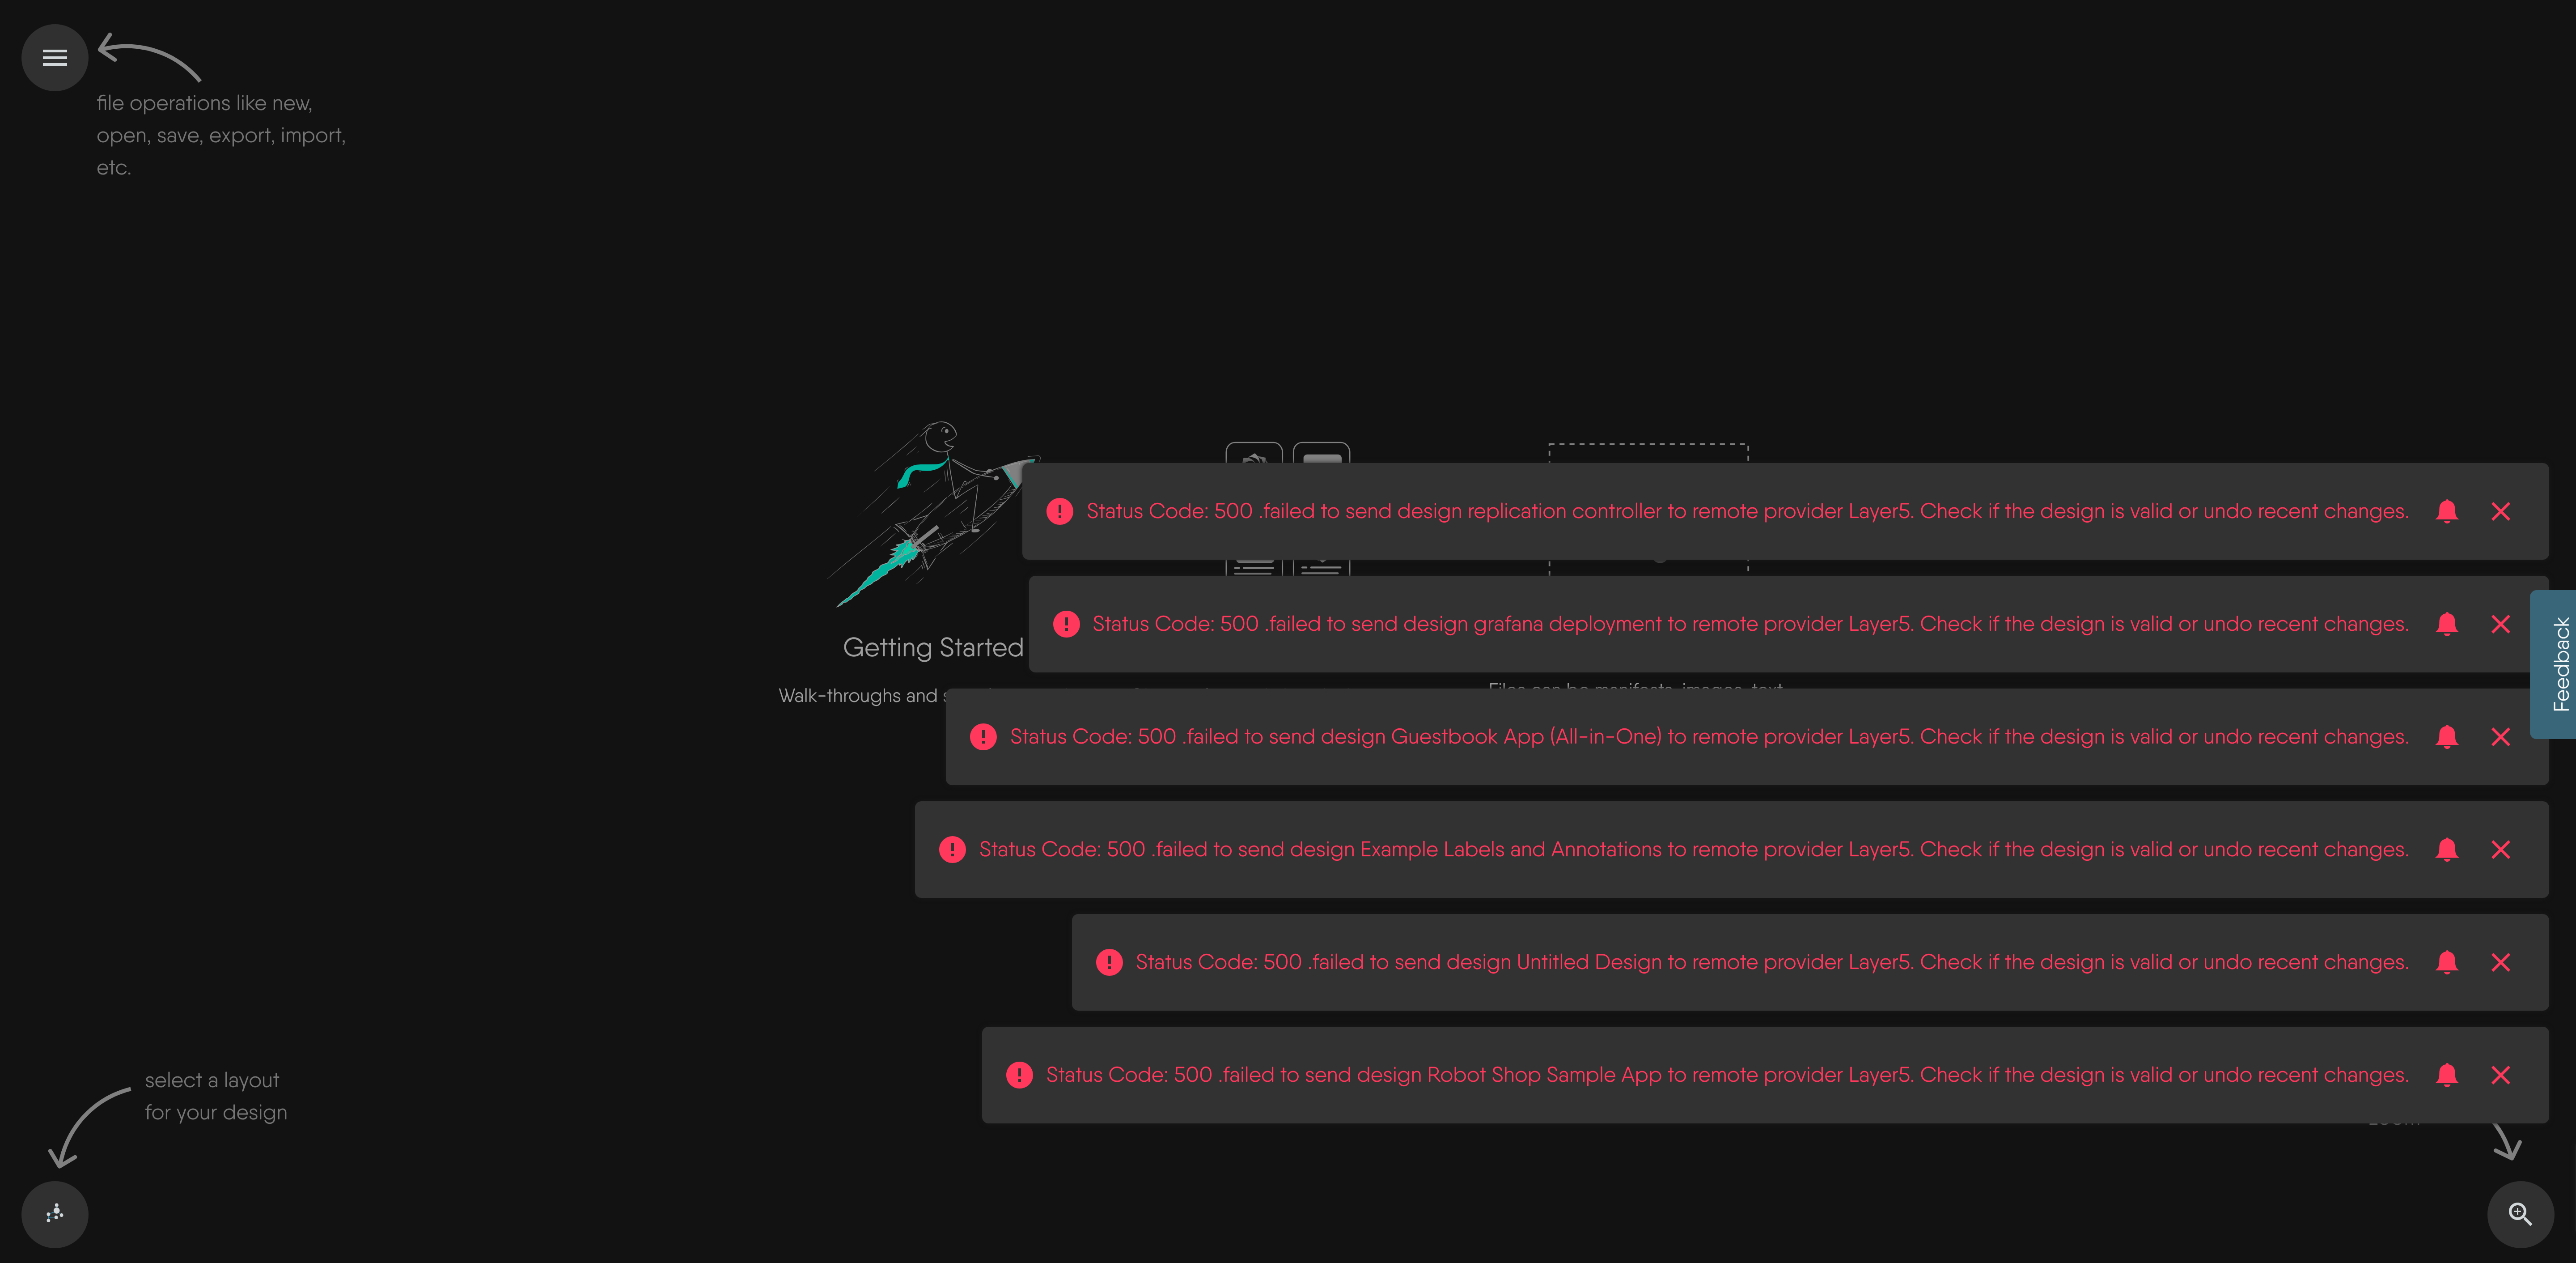 file operations like new,
open, save, export, import,
etc.
Status Code: 500 .failed to send design replication controller to remote provider Layer5. Check if the design is valid or undo recent changes.
Status Code: 500 .failed to send design grafana deployment to remote provider Layer5. Check if the design is valid or undo recent changes.
Getting Started
Walk-throughs and
Files can be manifests, images, text
Status Code: 500 .failed to send design Guestbook App (All-in-One) to remote provider Layer5. Check if the design is valid or undo recent changes.
Feedback
Status Code: 500 .failed to send design Example Labels and Annotations to remote provider Layer5. Check if the design is valid or undo recent changes.
Status Code: 500 .failed to send design Untitled Design to remote provider Layer5. Check if the design is valid or undo recent changes.
Status Code: 500 .failed to send design Robot Shop Sample App to remote provider Layer5. Check if the design is valid or undo recent changes.
select a layout
for your design